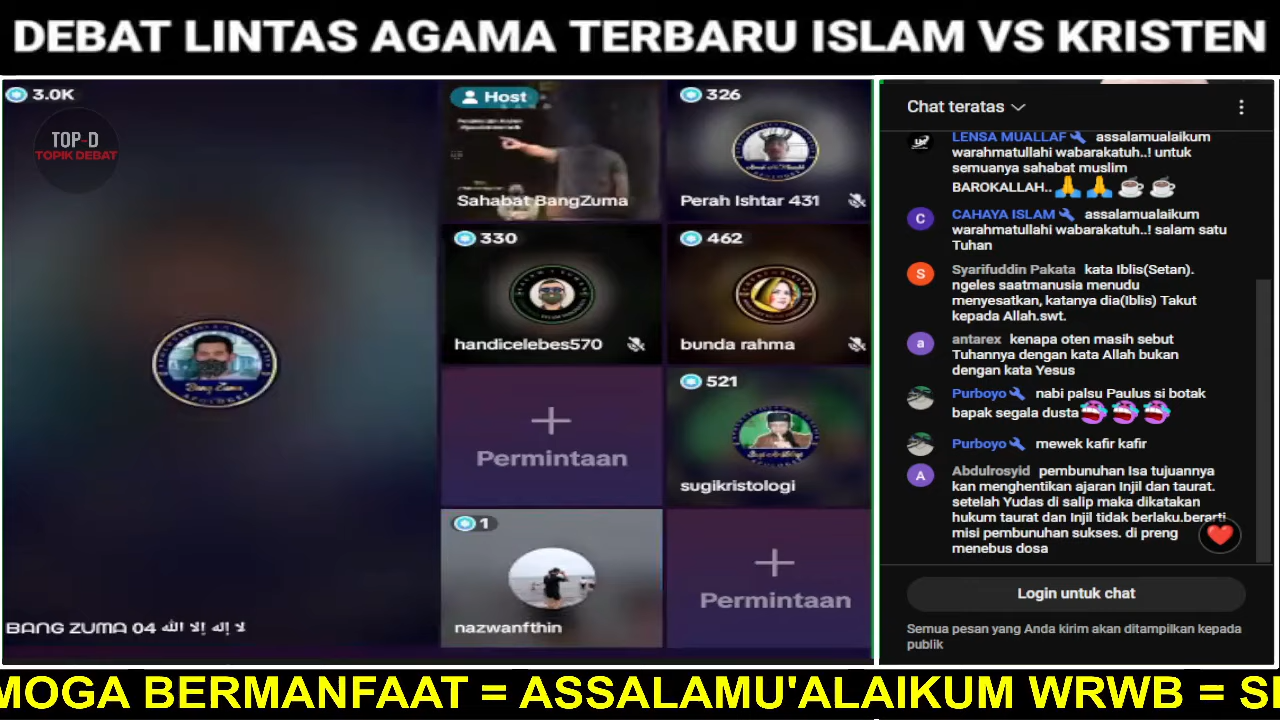 DEBAT LINTAS AGAMA TERBARU ISLAM VS KRISTEN
3.0K
TOP-D
TOPIK DEBAT
BANG ZUMA 04 لا إله إلا الله
Host
Sahabat BangZuma
326
Perah Ishtar 431
330
handicelebes570
462
bunda rahma
Permintaan
521
sugikristologi
1
nazwanfthin
Permintaan
Bang Zuma
APOLOGET
Chat teratas
LENSA MUALLAF assalamualaikum
warahmatullahi wabarakatuh..! untuk
semuanya sahabat muslim
BAROKALLAH..
C
CAHAYA ISLAM assalamualaikum
warahmatullahi wabarakatuh..! salam satu
Tuhan
S
Syarifuddin Pakata kata Iblis(Setan).
ngeles saatmanusia menudu
menyesatkan, katanya dia(Iblis) Takut
kepada Allah.swt.
a
antarex kenapa oten masih sebut
Tuhannya dengan kata Allah bukan
dengan kata Yesus
Purboyo nabi palsu Paulus si botak
bapak segala dusta
Purboyo mewek kafir kafir
A
Abdulrosyid pembunuhan Isa tujuannya
kan menghentikan ajaran Injil dan taurat.
setelah Yudas di salip maka dikatakan
hukum taurat dan Injil tidak berlaku.berarti
misi pembunuhan sukses. di preng
menebus dosa
Login untuk chat
Semua pesan yang Anda kirim akan ditampilkan kepada
publik
MOGA BERMANFAAT = ASSALAMU'ALAIKUM WRWB = SE